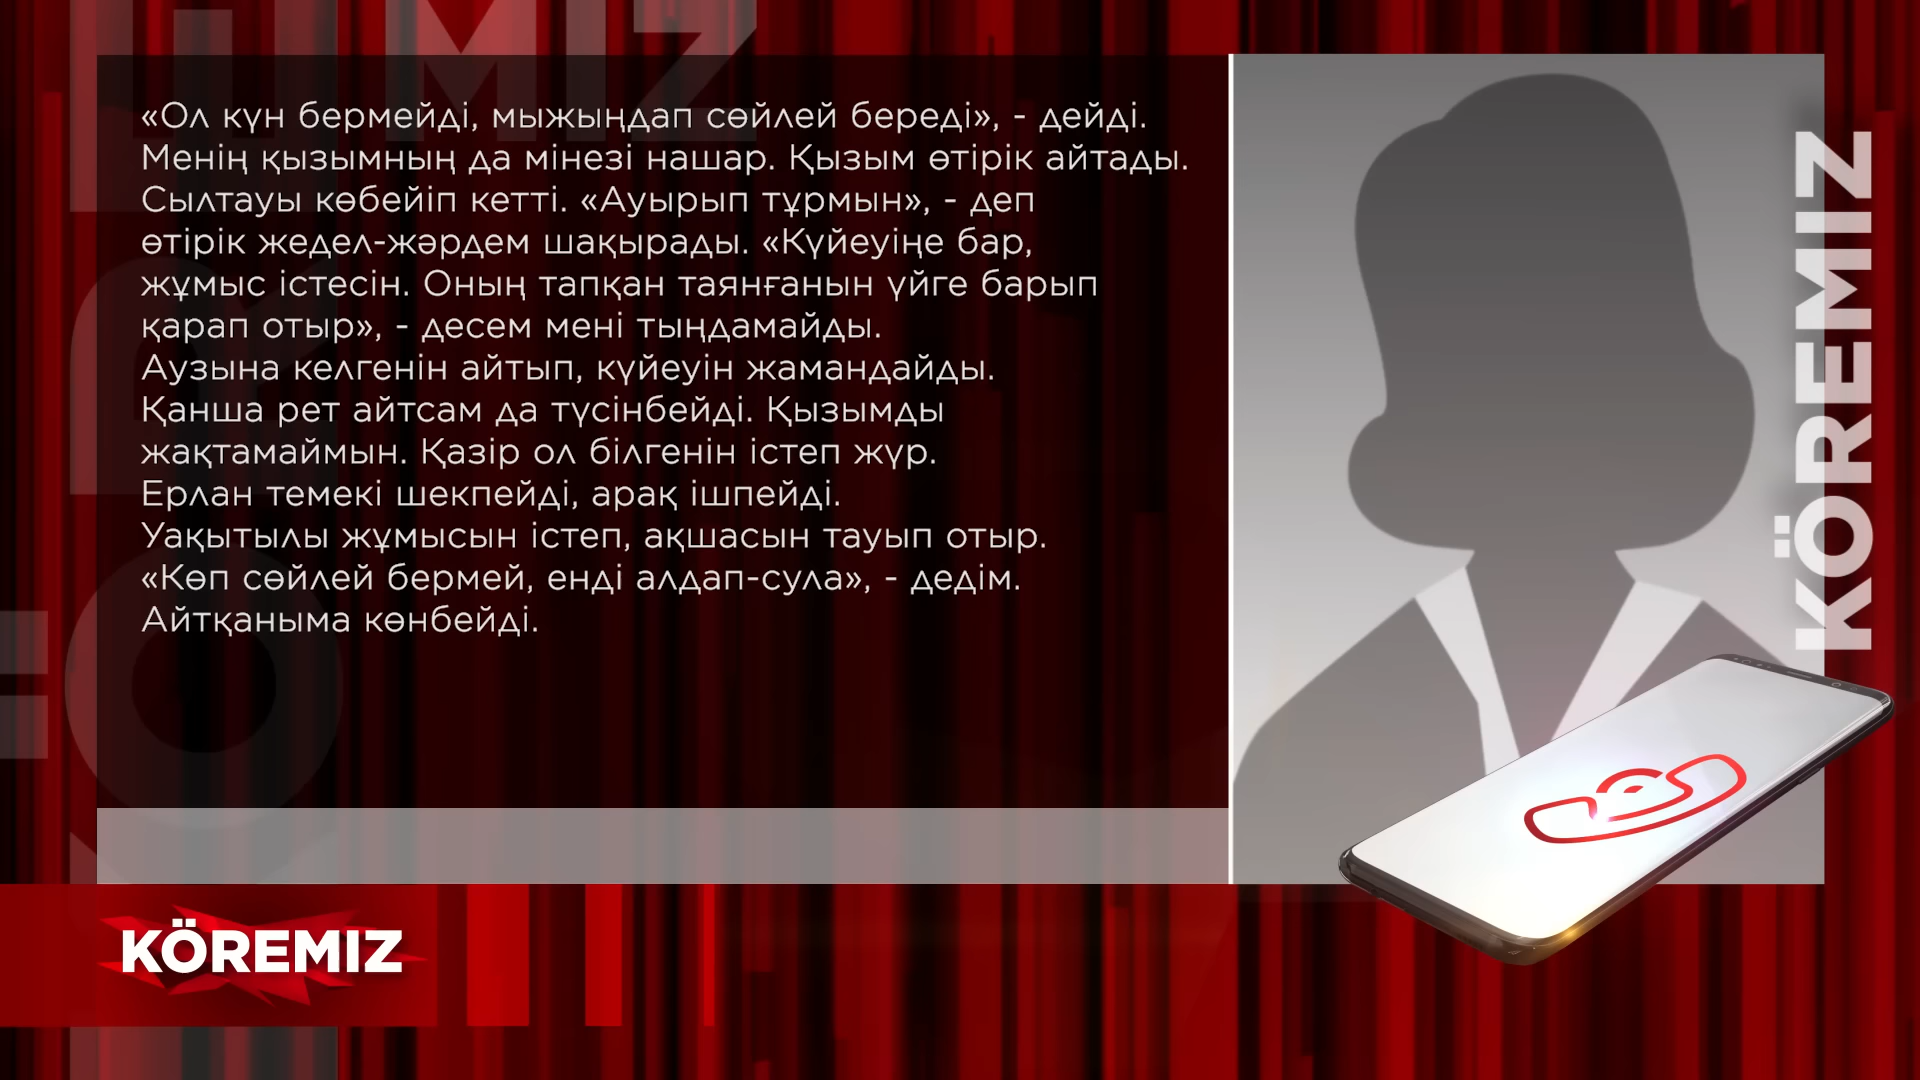 «Ол күн бермейді, мыжыңдап сөйлей береді», - дейді.
Менің қызымның да мінезі нашар. Қызым өтірік айтады.
Сылтауы көбейіп кетті. «Ауырып тұрмын», - деп
өтірік жедел-жәрдем шақырады. «Күйеуіңе бар,
жұмыс істесін. Оның тапқан таянғанын үйге барып
қарап отыр», - десем мені тыңдамайды.
Аузына келгенін айтып, күйеуін жамандайды.
Қанша рет айтсам да түсінбейді. Қызымды
жақтамаймын. Қазір ол білгенін істеп жүр.
Ерлан темекі шекпейді, арақ ішпейді.
Уақытылы жұмысын істеп, ақшасын тауып отыр.
«Көп сөйлей бермей, енді алдап-сула», - дедім.
Айтқаныма көнбейді.
KÖREMIZ
KÖREMIZ